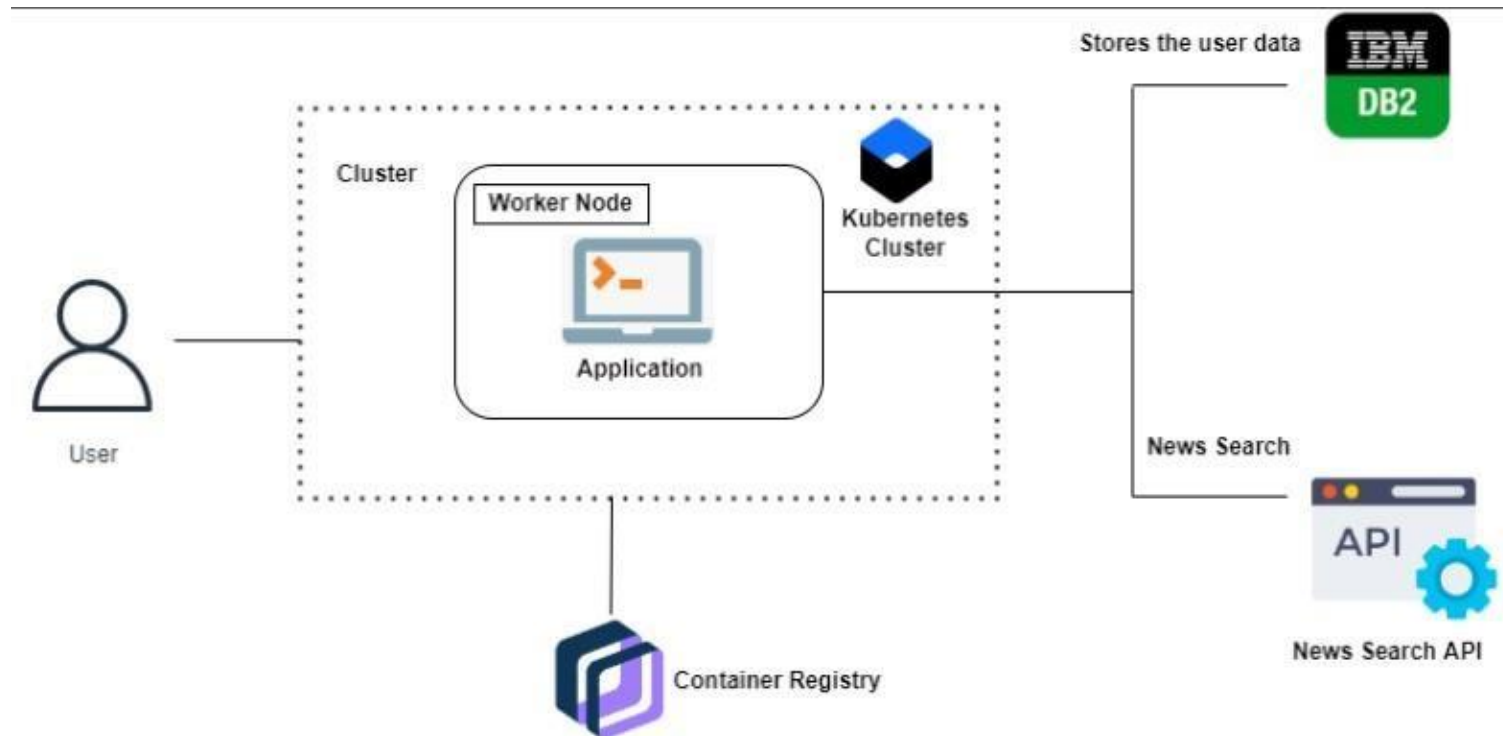 Stores the user data
IBM
DB2
Cluster
Worker Node
Kubernetes
Cluster
Application
User
News Search
API
News Search API
Container Registry